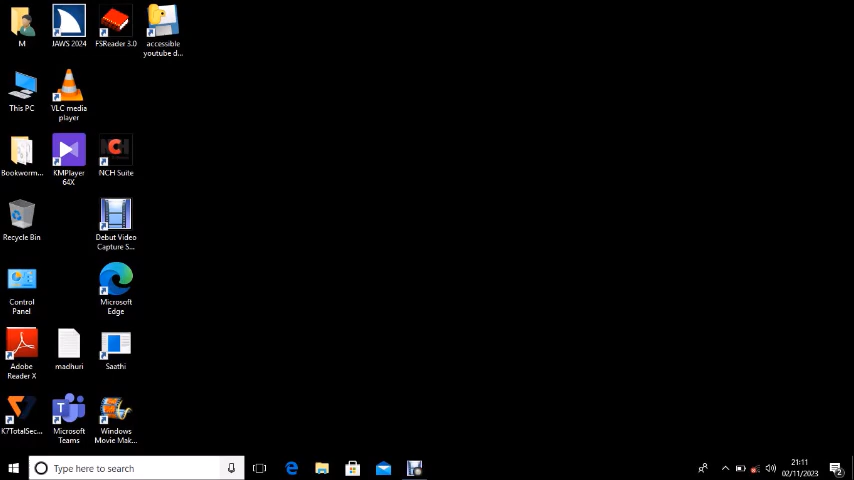 M
JAWS 2024
FSReader 3.0
accessible
youtube d...
This PC
VLC media
player
Bookworm...
KMPlayer
64X
NCH Suite
Recycle Bin
Debut Video
Capture S...
Control
Panel
Microsoft
Edge
Adobe
Reader X
madhuri
Saathi
K7TotalSec...
Microsoft
Teams
Windows
Movie Mak...
Type here to search
21:11
02/11/2023
2